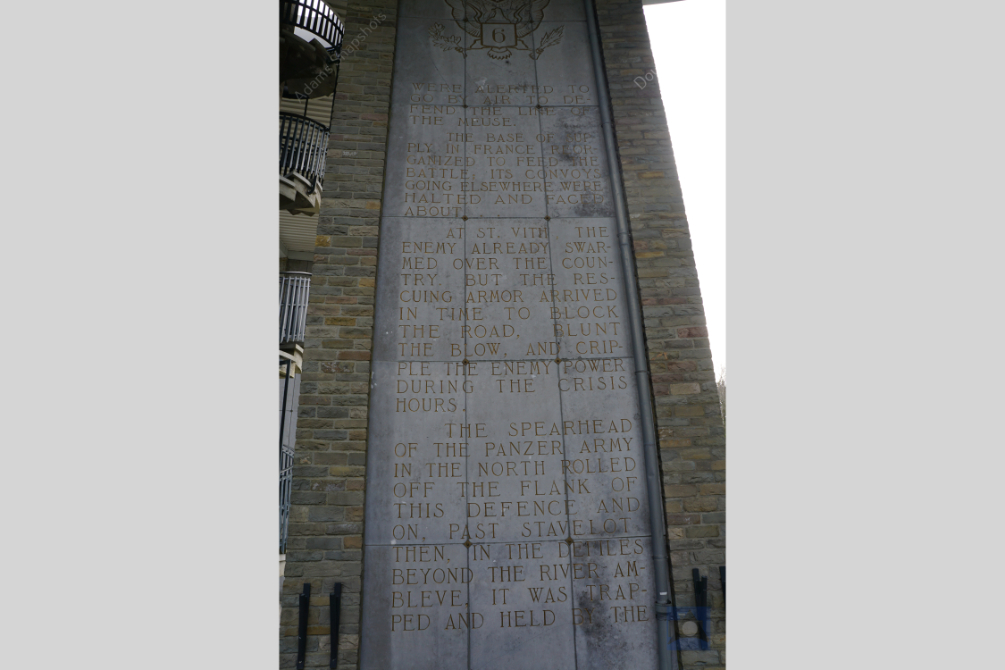 6
WERE ALERTED TO
GO BY AIR TO DE-
FEND THE LINE OF
THE MEUSE.
THE BASE OF SUP-
PLY IN FRANCE REOR-
GANIZED TO FEED THE
BATTLE: ITS CONVOYS
GOING ELSEWHERE WERE
HALTED AND FACED
ABOUT.
AT ST. VITH THE
ENEMY ALREADY SWAR-
MED OVER THE COUN-
TRY. BUT THE RES-
CUING ARMOR ARRIVED
IN TIME TO BLOCK
THE ROAD, BLUNT
THE BLOW, AND CRIP-
PLE THE ENEMY POWER
DURING THE CRISIS
HOURS.
THE SPEARHEAD
OF THE PANZER ARMY
IN THE NORTH ROLLED
OFF THE FLANK OF
THIS DEFENCE AND
ON, PAST STAVELOT.
THEN, IN THE DEFILES
BEYOND THE RIVER AM-
BLEVE, IT WAS TRAP-
PED AND HELD BY THE